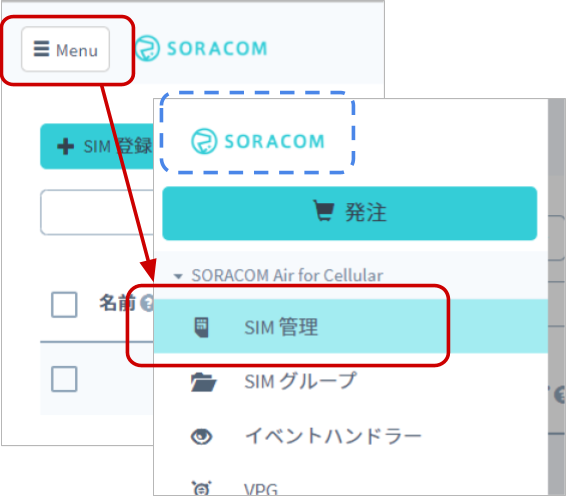 Menu
SORACOM
SIM 登録
名前
SORACOM
発注
SORACOM Air for Cellular
SIM 管理
SIM グループ
イベントハンドラー
VPG